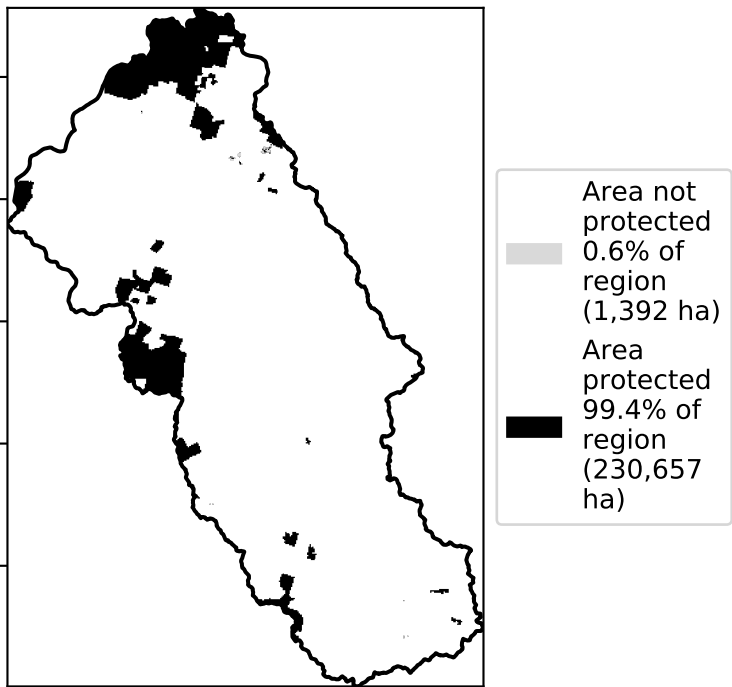 Area not
protected
0.6% of
region
(1,392 ha)
Area
protected
99.4% of
region
(230,657
ha)